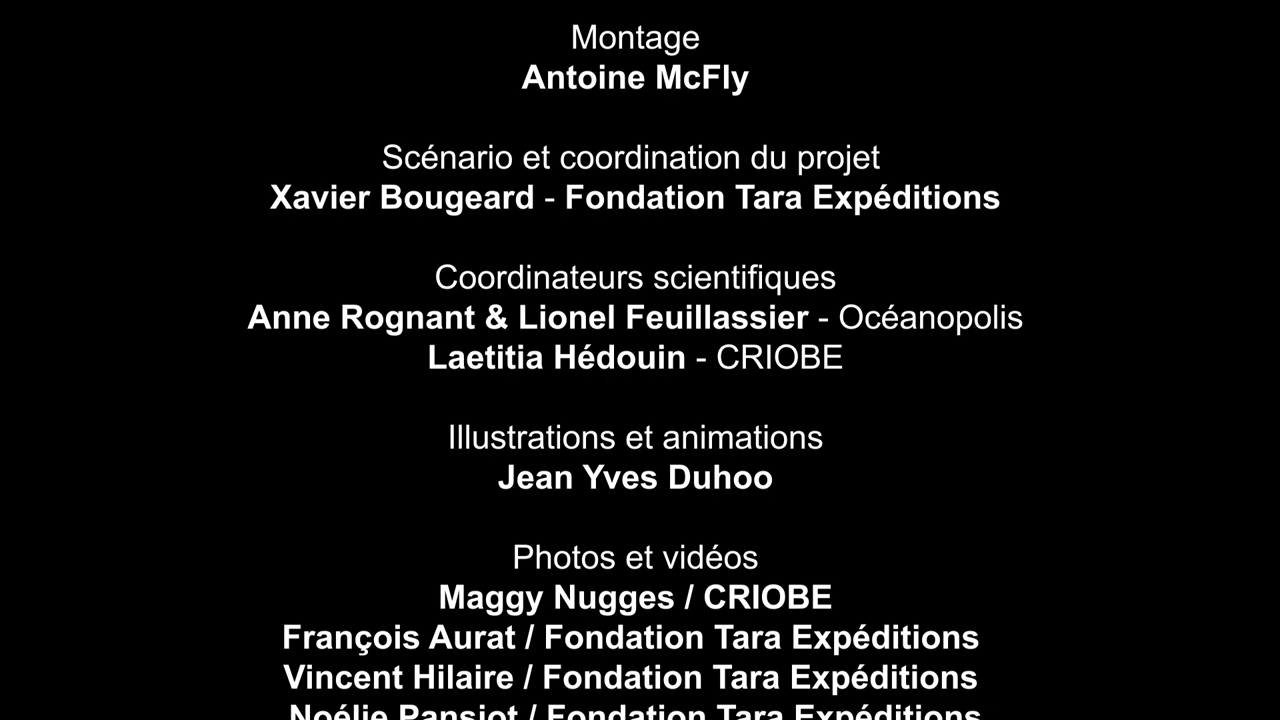 Montage
Antoine McFly
Scénario et coordination du projet
Xavier Bougeard - Fondation Tara Expéditions
Coordinateurs scientifiques
Anne Rognant & Lionel Feuillassier - Océanopolis
Laetitia Hédouin - CRIOBE
Illustrations et animations
Jean Yves Duhoo
Photos et vidéos
Maggy Nugges / CRIOBE
François Aurat / Fondation Tara Expéditions
Vincent Hilaire / Fondation Tara Expéditions
Noélie Pansiot / Fondation Tara Expéditions